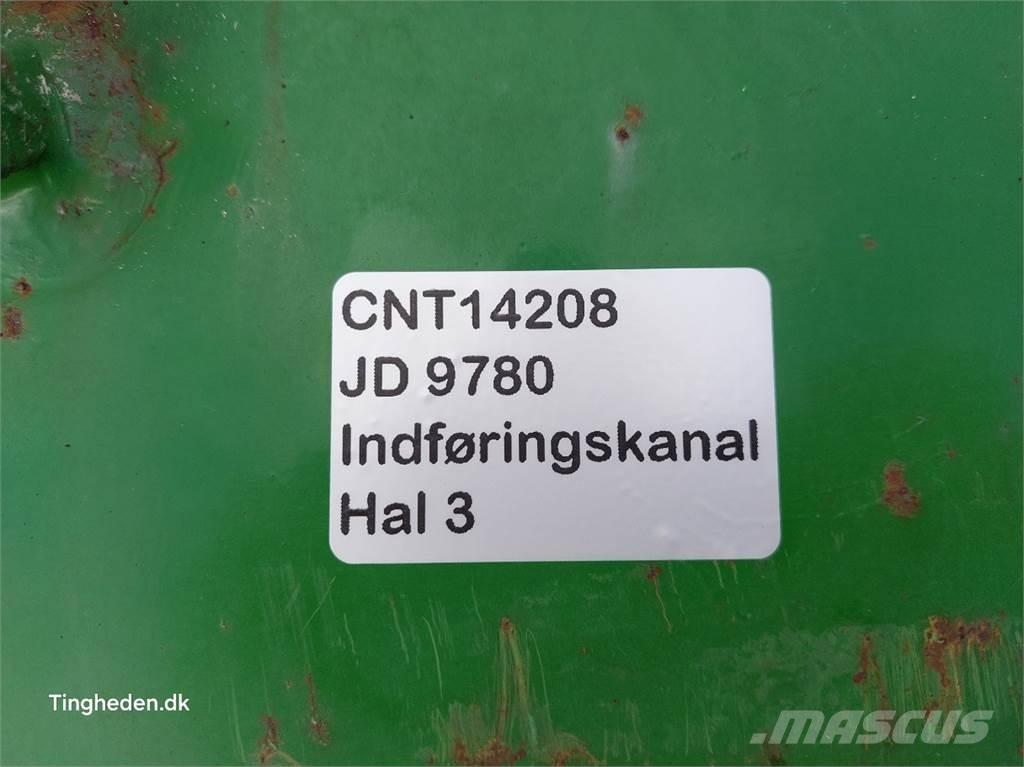 CNT14208
JD 9780
Indføringskanal
Hal 3
Tingheden.dk
MASCUS